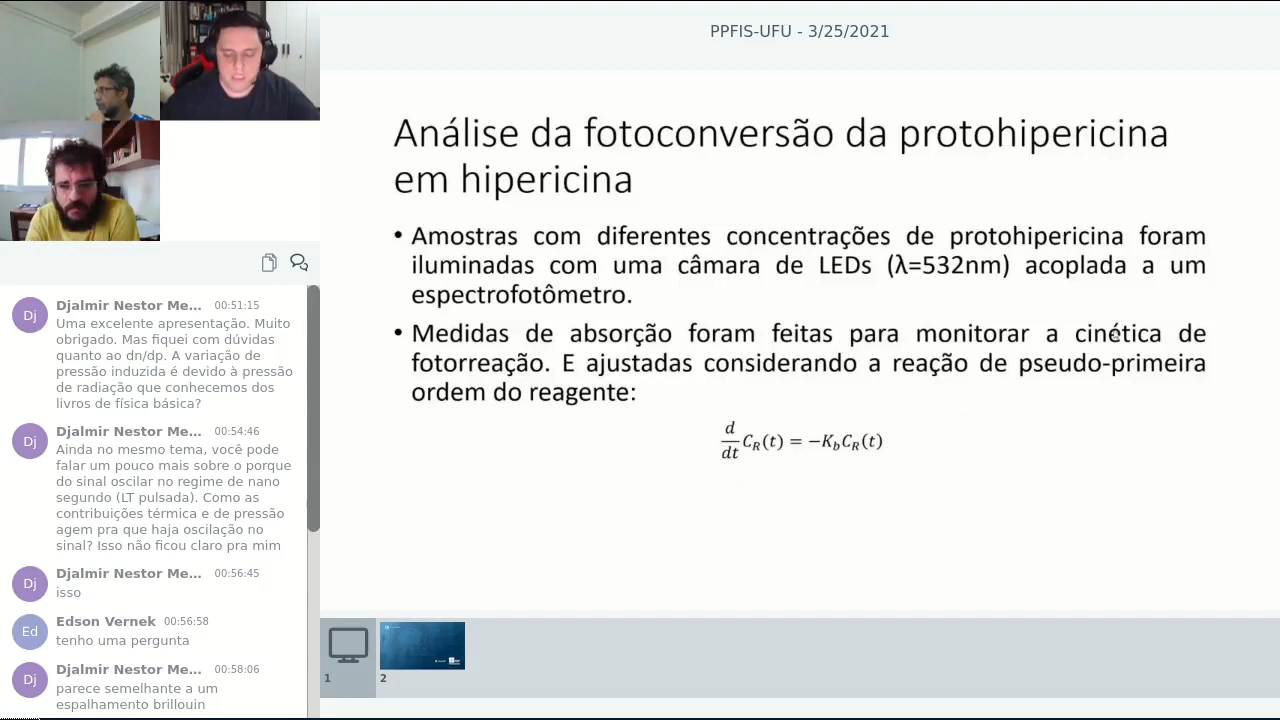 PPFIS-UFU - 3/25/2021
Análise da fotoconversão da protohipericina
em hipericina
• Amostras com diferentes concentrações de protohipericina foram
iluminadas com uma câmara de LEDs (λ=532nm) acoplada a um
espectrofotômetro.
• Medidas de absorção foram feitas para monitorar a cinética de
fotorreação. E ajustadas considerando a reação de pseudo-primeira
ordem do reagente:
d/dt C_R(t) = −K_b C_R(t)
Dj
Djalmir Nestor Me... 00:51:15
Uma excelente apresentação. Muito
obrigado. Mas fiquei com dúvidas
quanto ao dn/dp. A variação de
pressão induzida é devido à pressão
de radiação que conhecemos dos
livros de física básica?
Dj
Djalmir Nestor Me... 00:54:46
Ainda no mesmo tema, você pode
falar um pouco mais sobre o porque
do sinal oscilar no regime de nano
segundo (LT pulsada). Como as
contribuições térmica e de pressão
agem pra que haja oscilação no
sinal? Isso não ficou claro pra mim
Dj
Djalmir Nestor Me... 00:56:45
isso
Ed
Edson Vernek 00:56:58
tenho uma pergunta
Dj
Djalmir Nestor Me... 00:58:06
parece semelhante a um
espalhamento brillouin
1
2